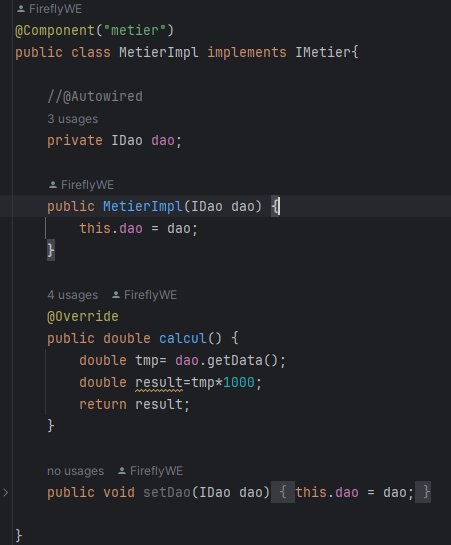 FireflyWE
@Component("metier")
public class MetierImpl implements IMetier{
//@Autowired
3 usages
private IDao dao;
FireflyWE
public MetierImpl(IDao dao) {
this.dao = dao;
}
4 usages FireflyWE
@Override
public double calcul() {
double tmp= dao.getData();
double result=tmp*1000;
return result;
}
no usages FireflyWE
public void setDao(IDao dao) { this.dao = dao; }
}